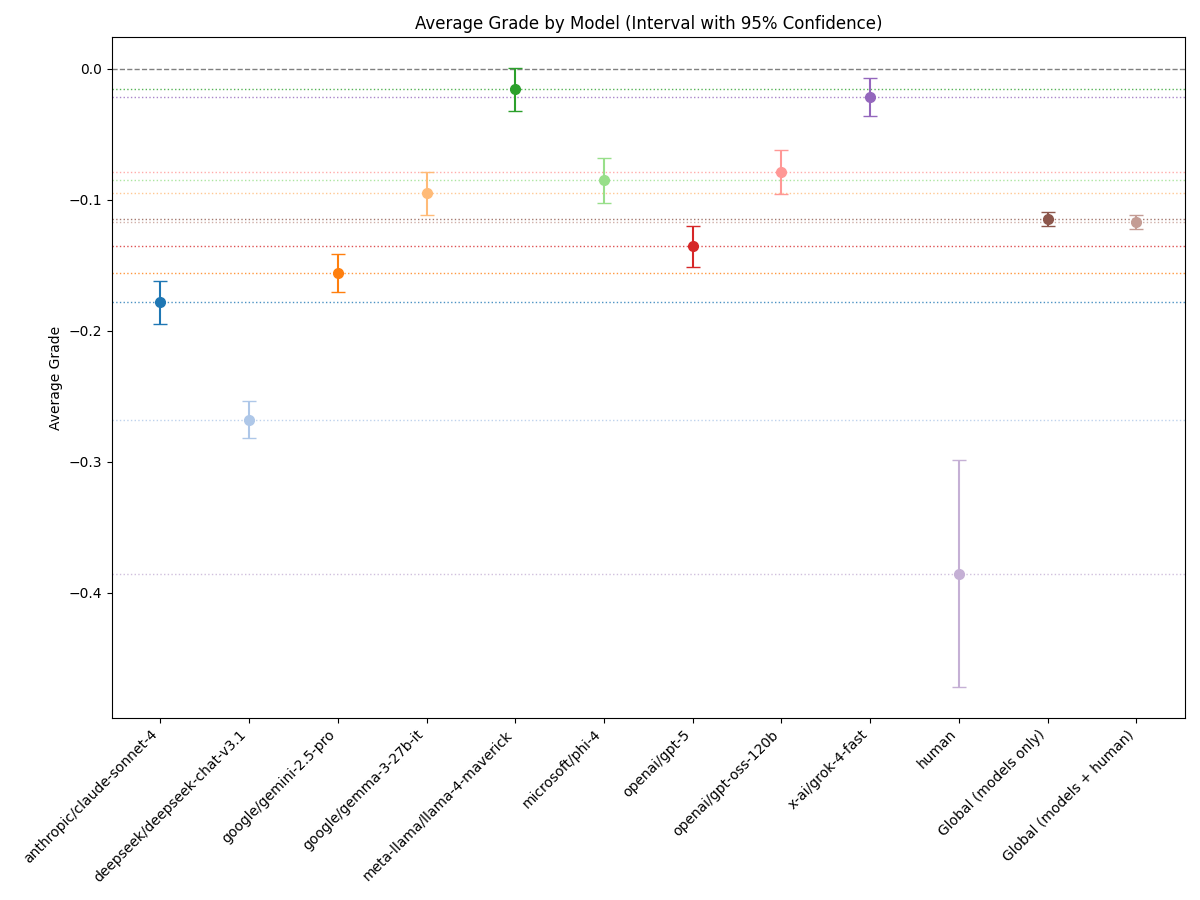 Average Grade by Model (Interval with 95% Confidence)
Average Grade
0.0
−0.1
−0.2
−0.3
−0.4
anthropic/claude-sonnet-4
deepseek/deepseek-chat-v3.1
google/gemini-2.5-pro
google/gemma-3-27b-it
meta-llama/llama-4-maverick
microsoft/phi-4
openai/gpt-5
openai/gpt-oss-120b
x-ai/grok-4-fast
human
Global (models only)
Global (models + human)